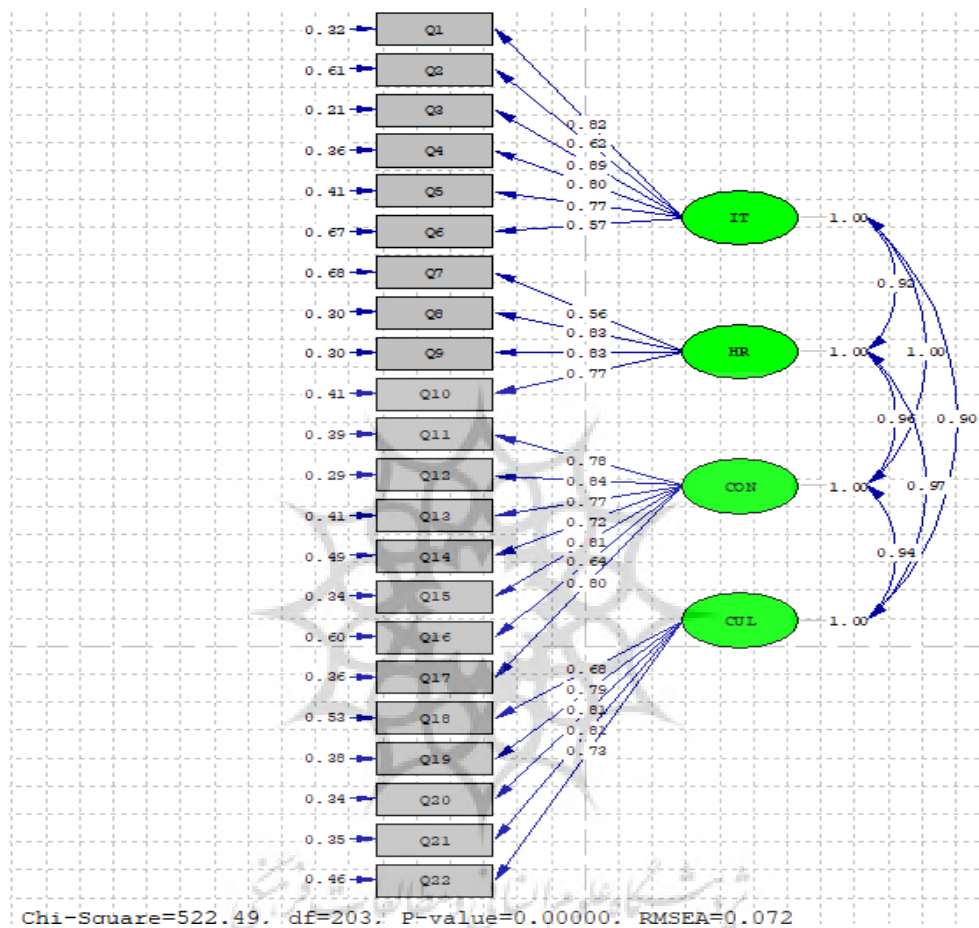 0.32 Q1
0.61 Q2
0.21 Q3
0.36 Q4
0.41 Q5
0.67 Q6
0.68 Q7
0.30 Q8
0.30 Q9
0.41 Q10
0.39 Q11
0.29 Q12
0.41 Q13
0.49 Q14
0.34 Q15
0.60 Q16
0.36 Q17
0.53 Q18
0.38 Q19
0.34 Q20
0.35 Q21
0.46 Q22
0.82
0.62
0.89
0.80
0.77
0.57
0.56
0.83
0.83
0.77
0.78
0.84
0.77
0.72
0.81
0.64
0.80
0.68
0.79
0.81
0.81
0.73
IT 1.00
HR 1.00
CON 1.00
CUL 1.00
0.92
1.00
0.96
0.90
0.97
0.94
Chi-Square=522.49, df=203, P-value=0.00000, RMSEA=0.072